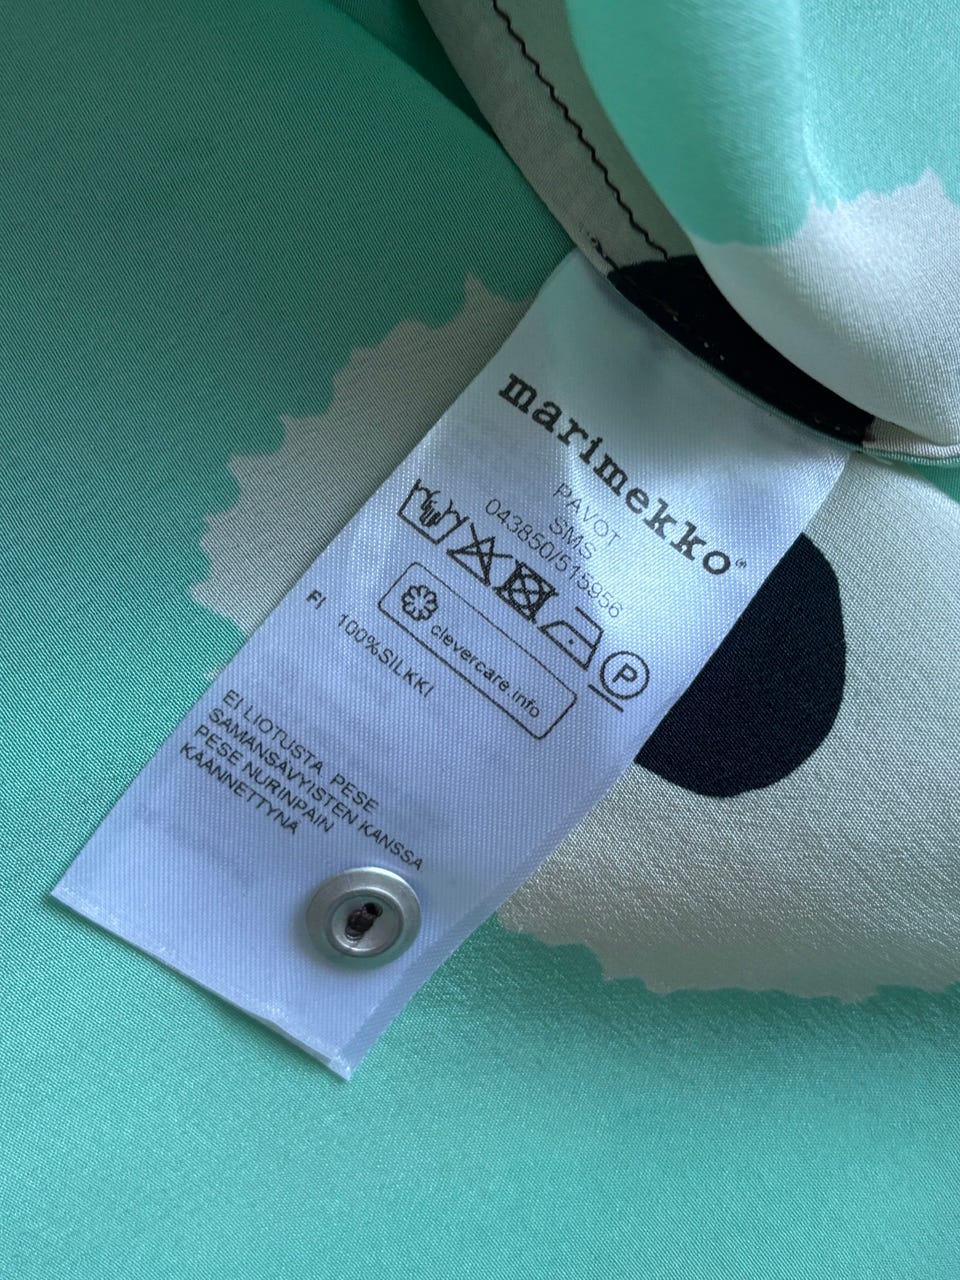 marimekko®
PAVOT
SMS
043850/515956
P
clevercare.info
FI 100%SILKKI
EI LIOTUSTA. PESE
SAMANSÄVYISTEN KANSSA
PESE NURINPÄIN
KÄÄNNETTYNÄ